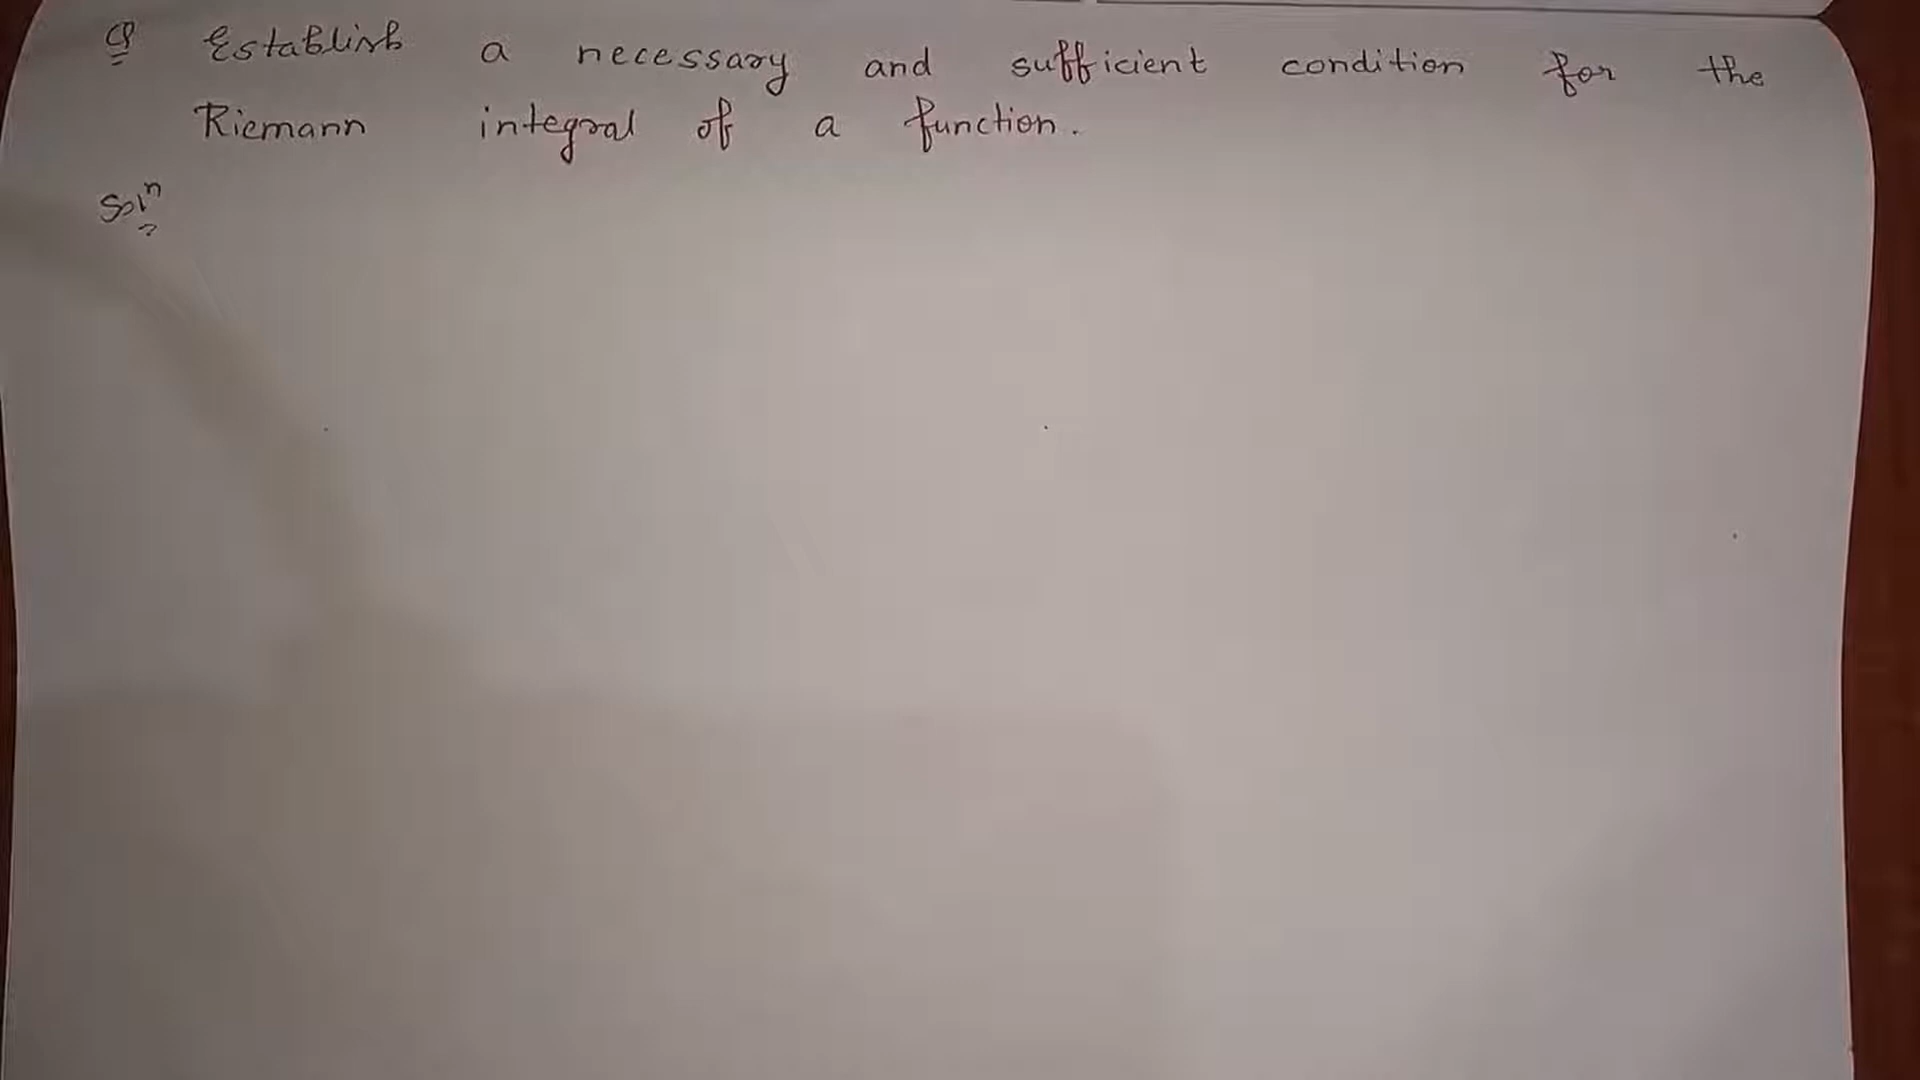 Q Establish a necessary and sufficient condition for the
Riemann integral of a function.
Solⁿ